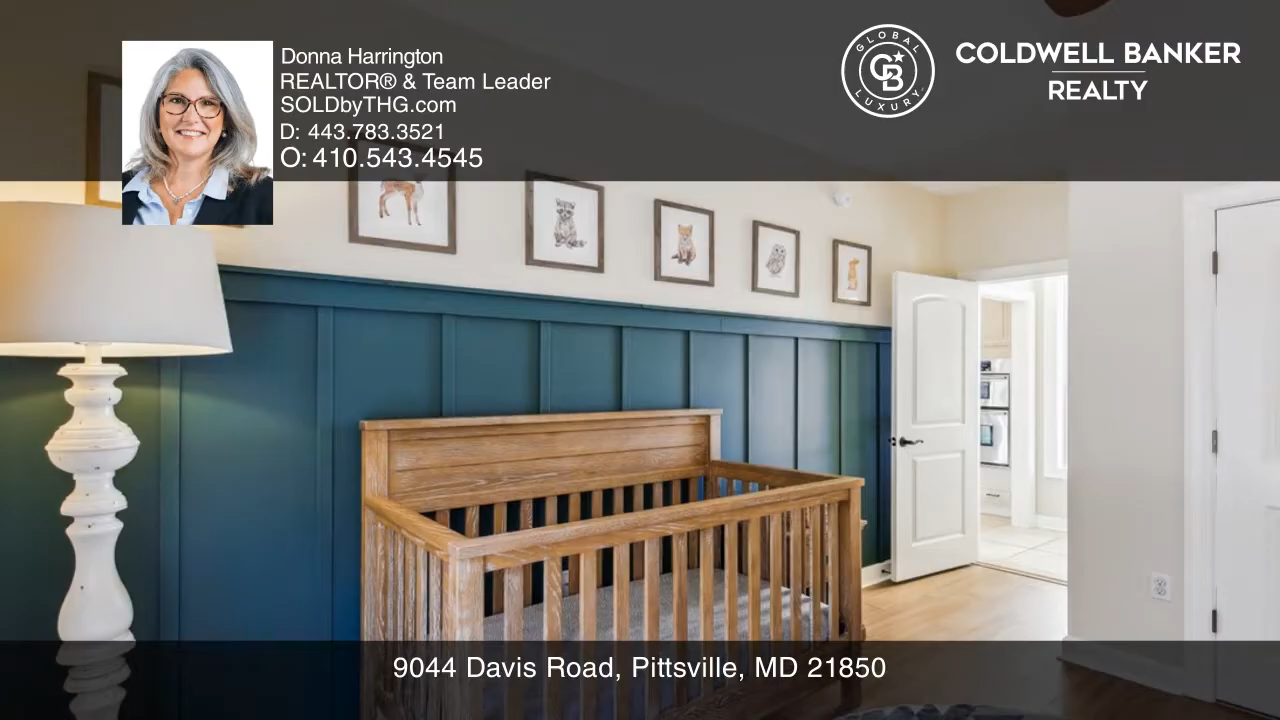 Donna Harrington
REALTOR® & Team Leader
SOLDbyTHG.com
D: 443.783.3521
O: 410.543.4545
GLOBAL
CB
LUXURY
COLDWELL BANKER
REALTY
9044 Davis Road, Pittsville, MD 21850